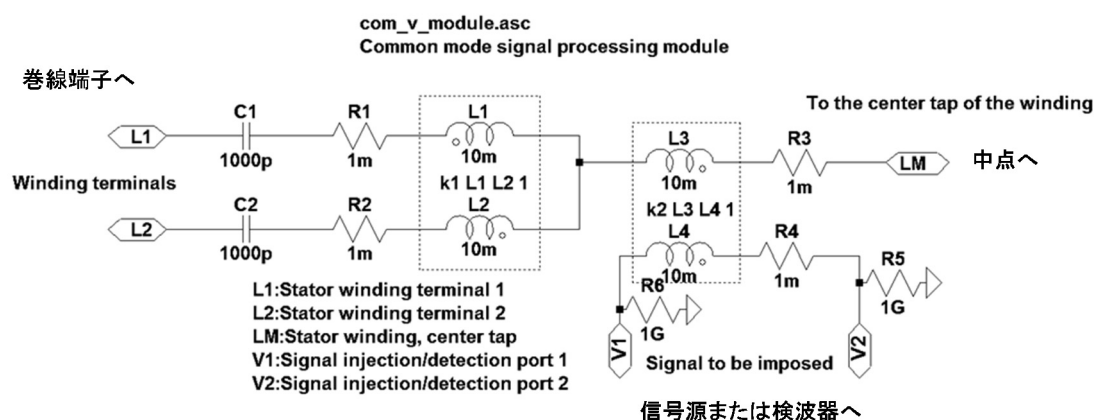 com_v_module.asc
Common mode signal processing module
巻線端子へ
To the center tap of the winding
C1
R1
L1
L3
R3
L1
LM
中点へ
1000p
1m
10m
10m
1m
Winding terminals
k1 L1 L2 1
k2 L3 L4 1
C2
R2
L2
L4
R4
L2
R5
1000p
1m
10m
10m
1m
R6
1G
1G
L1:Stator winding terminal 1
L2:Stator winding terminal 2
LM:Stator winding, center tap
V1:Signal injection/detection port 1
V2:Signal injection/detection port 2
V1
Signal to be imposed
V2
信号源または検波器へ